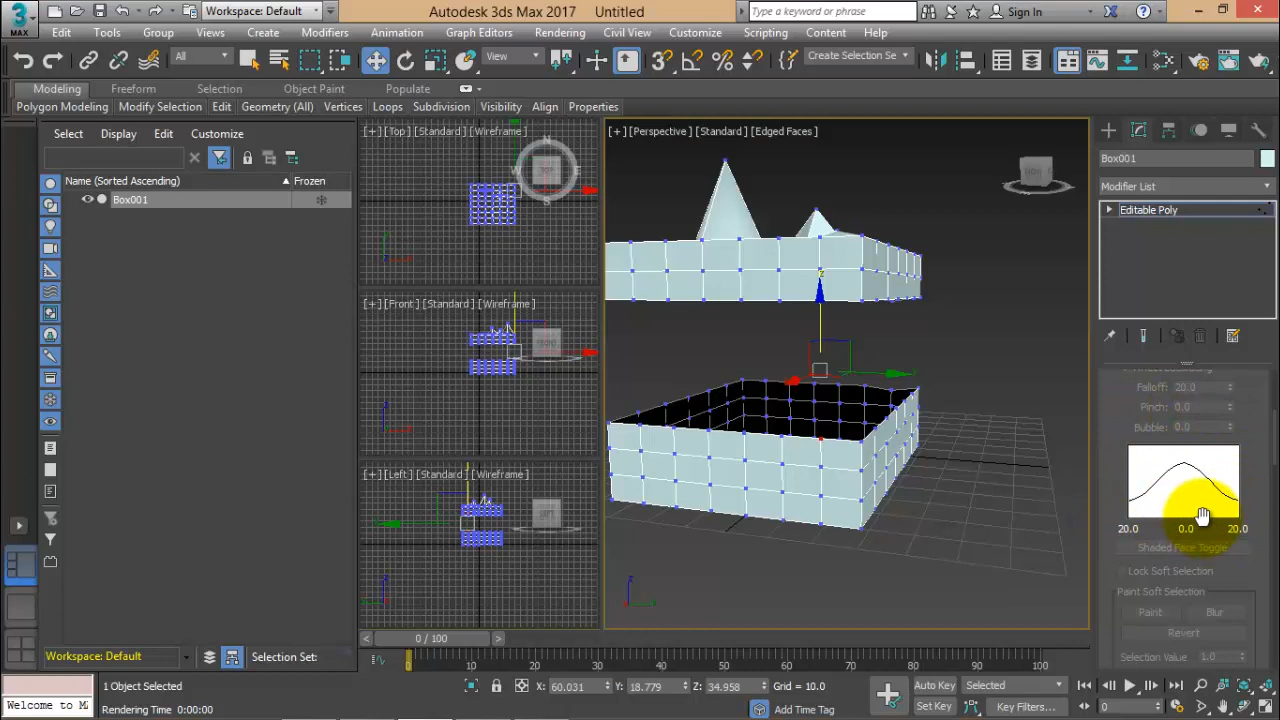 3 MAX Workspace: Default Autodesk 3ds Max 2017 Untitled Type a keyword or phrase Sign In
Edit Tools Group Views Create Modifiers Animation Graph Editors Rendering Civil View Customize Scripting Content Help
All View Create Selection Se
Modeling Freeform Selection Object Paint Populate
Polygon Modeling Modify Selection Edit Geometry (All) Vertices Loops Subdivision Visibility Align Properties
Select Display Edit Customize
[+] [Top] [Standard] [Wireframe]
[+] [Perspective] [Standard] [Edged Faces]
Box001
Name (Sorted Ascending) Frozen
Modifier List
Box001
Editable Poly
[+] [Front] [Standard] [Wireframe]
Falloff: 20.0
Pinch: 0.0
Bubble: 0.0
[+] [Left] [Standard] [Wireframe]
20.0 0.0 20.0
Shaded Face Toggle
Lock Soft Selection
Paint Soft Selection
Paint Blur
Revert
Selection Value 1.0
0 / 100
Workspace: Default Selection Set:
0 10 20 30 40 50 60 70 80 90 100
1 Object Selected X: 60.031 Y: 18.779 Z: 34.958 Grid = 10.0 Auto Key Selected
Welcome to M
Rendering Time 0:00:00 Add Time Tag Set Key Key Filters... 0